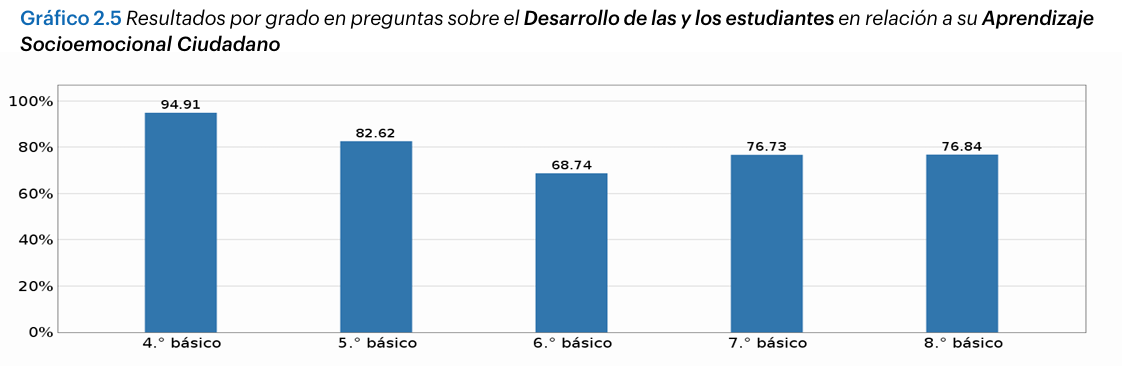 Gráfico 2.5 Resultados por grado en preguntas sobre el Desarrollo de las y los estudiantes en relación a su Aprendizaje
Socioemocional Ciudadano
100%
80%
60%
40%
20%
0%
94.91
82.62
68.74
76.73
76.84
4.° básico
5.° básico
6.° básico
7.° básico
8.° básico